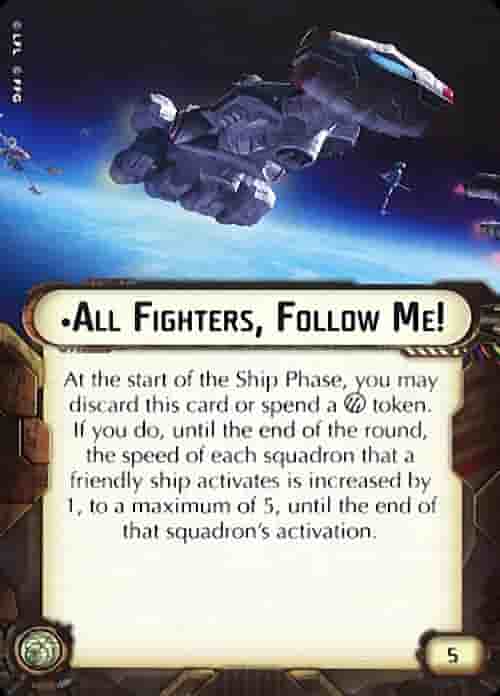 © LFL © FFG
•All Fighters, Follow Me!
At the start of the Ship Phase, you may
discard this card or spend a token.
If you do, until the end of the round,
the speed of each squadron that a
friendly ship activates is increased by
1, to a maximum of 5, until the end of
that squadron's activation.
5